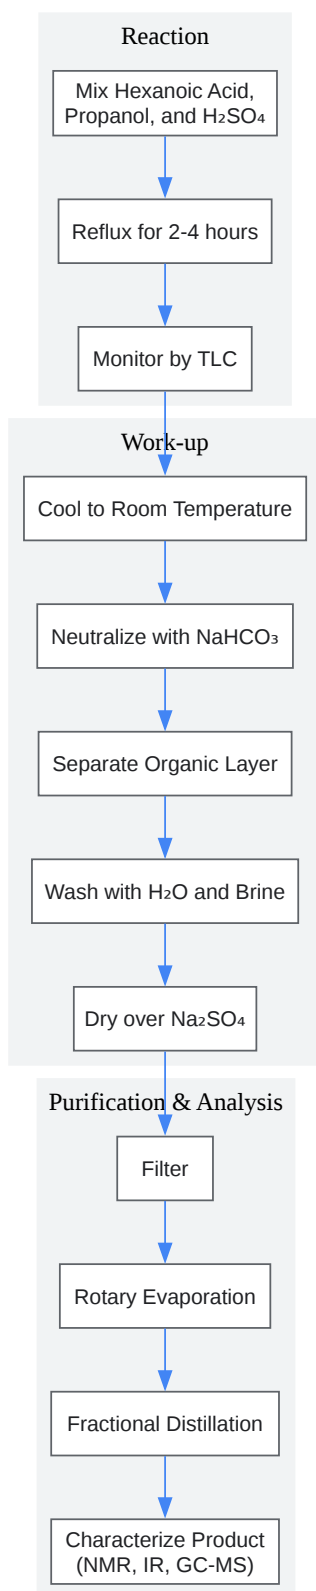 Reaction
Mix Hexanoic Acid,
Propanol, and H₂SO₄
Reflux for 2-4 hours
Monitor by TLC
Work-up
Cool to Room Temperature
Neutralize with NaHCO₃
Separate Organic Layer
Wash with H₂O and Brine
Dry over Na₂SO₄
Purification & Analysis
Filter
Rotary Evaporation
Fractional Distillation
Characterize Product
(NMR, IR, GC-MS)